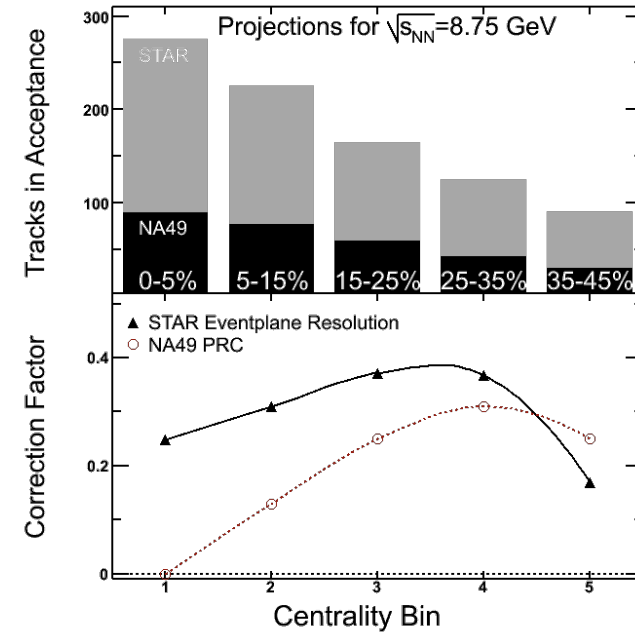 Projections for √sNN=8.75 GeV
300
STAR
200
Tracks in Acceptance
100
NA49
0-5% 5-15% 15-25% 25-35% 35-45%
▲ STAR Eventplane Resolution
○ NA49 PRC
0.4
Correction Factor
0.2
0
1 2 3 4 5
Centrality Bin